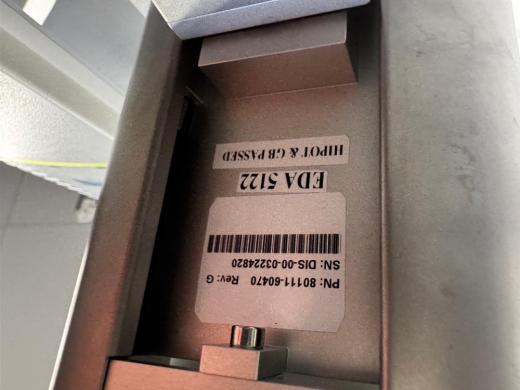 PN: 80111-60470 Rev: G
SN: DIS-00-03224820
EDA 5122
HIPOT & GB PASSED